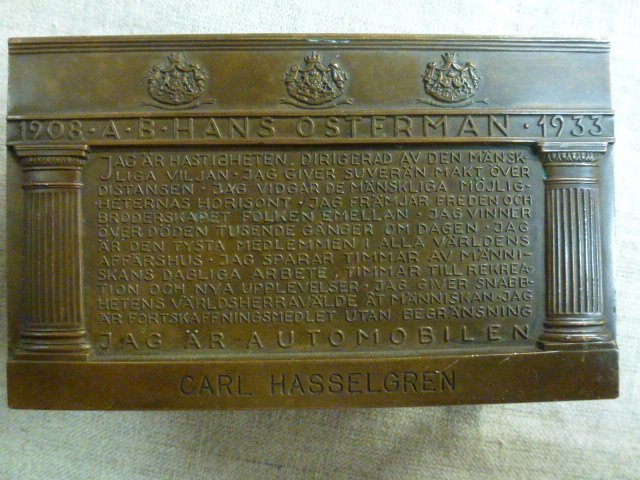 1908 · A · B · HANS OSTERMAN · 1933
JAG ÄR HASTIGHETEN, DIRIGERAD AV DEN MÄNSK-
LIGA VILJAN · JAG GIVER SUVERÄN MAKT ÖVER
DISTANSEN · JAG VIDGAR DE MÄNSKLIGA MÖJLIG-
HETERNAS HORISONT · JAG FRÄMJAR FREDEN OCH
BRODERSKAPET FOLKEN EMELLAN · JAG VINNER
ÖVER DÖDEN TUSENDE GÅNGER OM DAGEN · JAG
ÄR DEN TYSTA MEDLEMMEN I ALLA VÄRLDENS
AFFÄRSHUS · JAG SPARAR TIMMAR AV MÄNNI-
SKANS DAGLIGA ARBETE, TIMMAR TILL REKREA-
TION OCH NYA UPPLEVELSER · JAG GIVER SNABB-
HETENS VÄRLDSHERRAVÄLDE ÅT MÄNNISKAN · JAG
ÄR FORTSKAFFNINGSMEDLET UTAN BEGRÄNSNING
JAG ÄR AUTOMOBILEN
CARL HASSELGREN